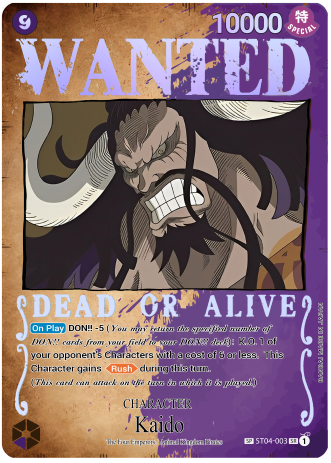 9
10000
特
SPECIAL
WANTED
DEAD OR ALIVE
On Play DON!! -5 (You may return the specified number of
DON!! cards from your field to your DON!! deck): K.O. 1 of
your opponent's Characters with a cost of 6 or less. This
Character gains Rush during this turn.
(This card can attack on the turn in which it is played.)
CHARACTER
Kaido
The Four Emperors/Animal Kingdom Pirates
SP ST04-003 SR 1
MADE IN JAPAN